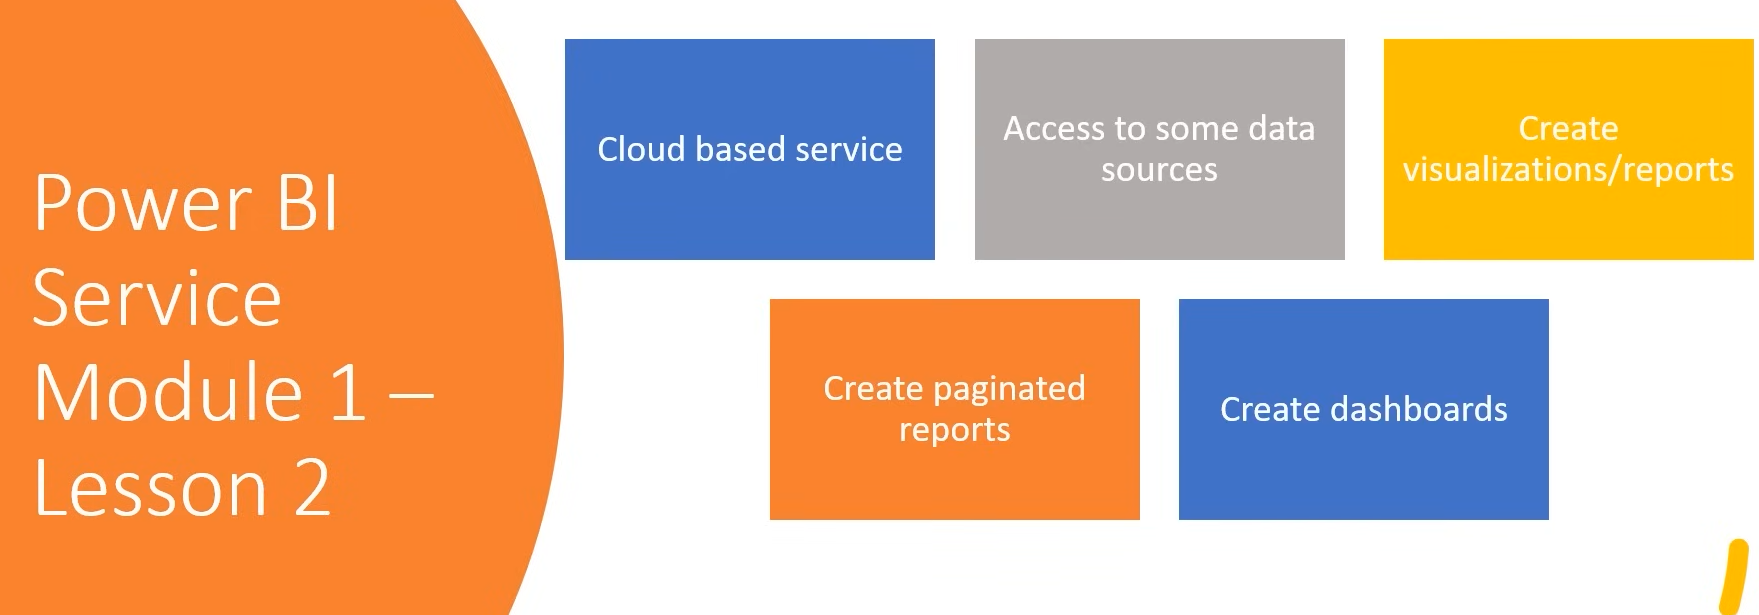 Power BI
Service
Module 1 –
Lesson 2
Cloud based service
Access to some data
sources
Create
visualizations/reports
Create paginated
reports
Create dashboards